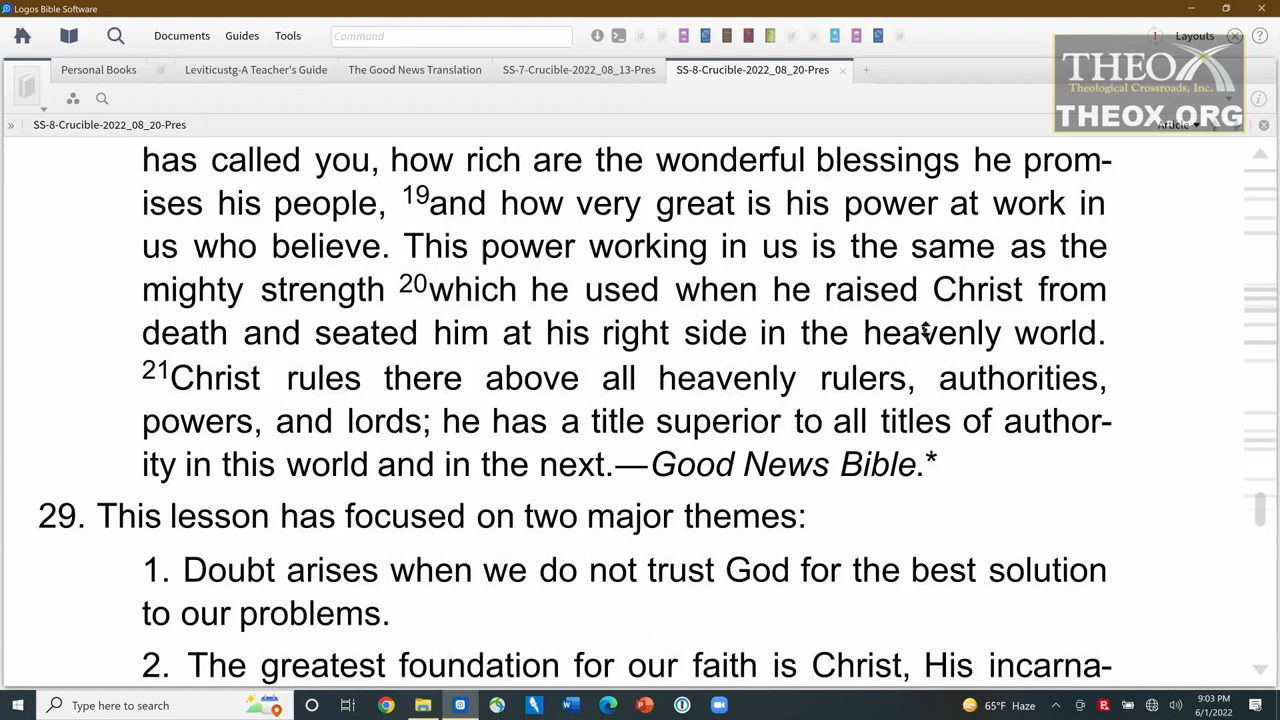 Logos Bible Software
Documents Guides Tools Command Layouts
THEOX
Theological Crossroads, Inc.
THEOX.ORG
Personal Books Leviticustg-A Teacher's Guide The Good News Translation SS-7-Crucible-2022_08_13-Pres SS-8-Crucible-2022_08_20-Pres
SS-8-Crucible-2022_08_20-Pres Article
has called you, how rich are the wonderful blessings he prom-
ises his people, 19and how very great is his power at work in
us who believe. This power working in us is the same as the
mighty strength 20which he used when he raised Christ from
death and seated him at his right side in the heavenly world.
21Christ rules there above all heavenly rulers, authorities,
powers, and lords; he has a title superior to all titles of author-
ity in this world and in the next.—Good News Bible.*
29. This lesson has focused on two major themes:
1. Doubt arises when we do not trust God for the best solution
to our problems.
2. The greatest foundation for our faith is Christ, His incarna-
Type here to search
65°F Haze
9:03 PM
6/1/2022